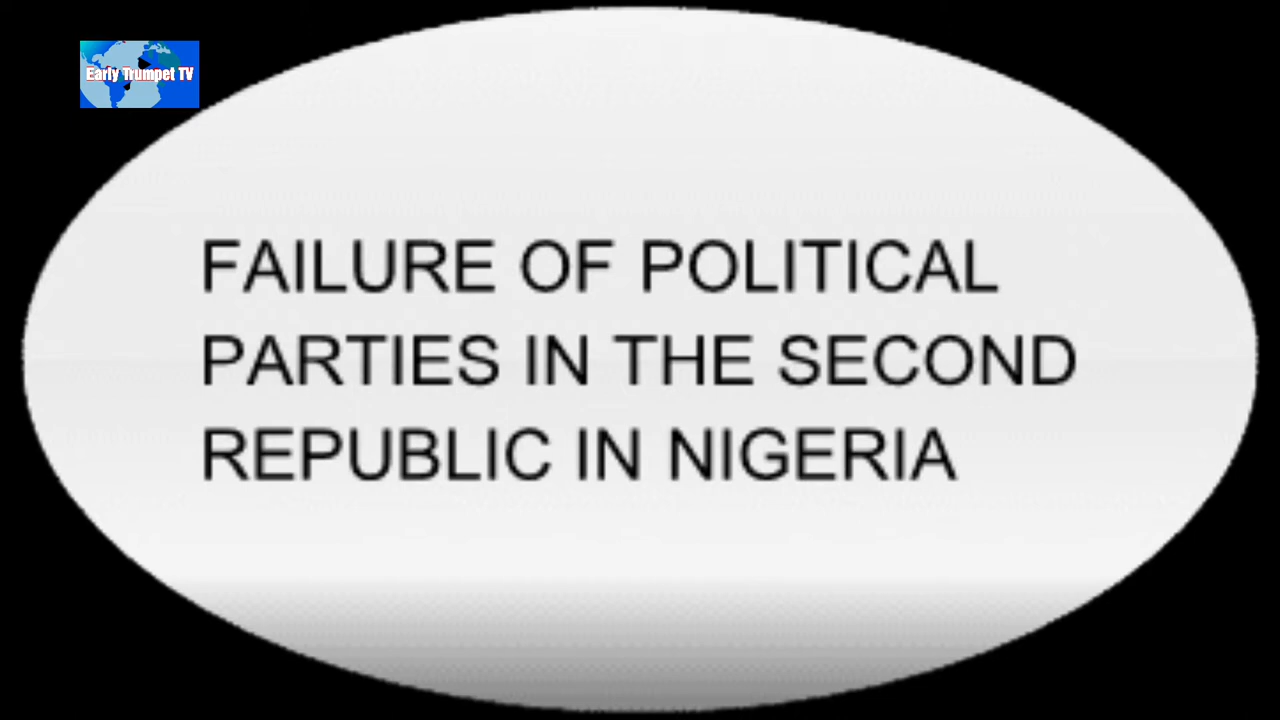 Early Trumpet TV
FAILURE OF POLITICAL
PARTIES IN THE SECOND
REPUBLIC IN NIGERIA